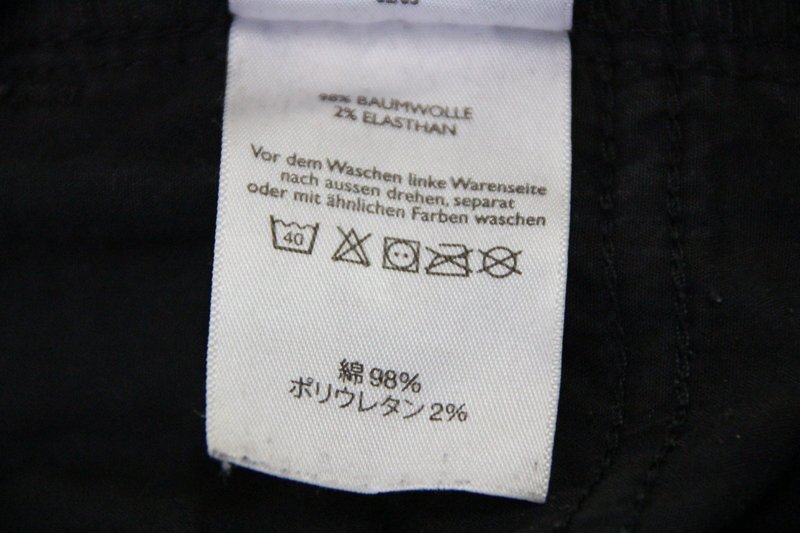 98% BAUMWOLLE
2% ELASTHAN
Vor dem Waschen linke Warenseite
nach aussen drehen, separat
oder mit ähnlichen Farben waschen
40
綿 98%
ポリウレタン 2%